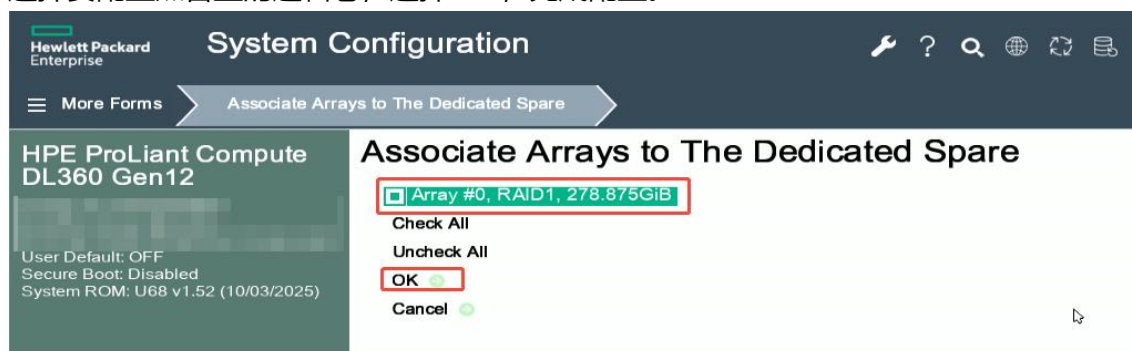 Hewlett Packard
Enterprise
System Configuration
?
More Forms
Associate Arrays to The Dedicated Spare
HPE ProLiant Compute
DL360 Gen12
User Default: OFF
Secure Boot: Disabled
System ROM: U68 v1.52 (10/03/2025)
Associate Arrays to The Dedicated Spare
Array #0, RAID1, 278.875GiB
Check All
Uncheck All
OK
Cancel